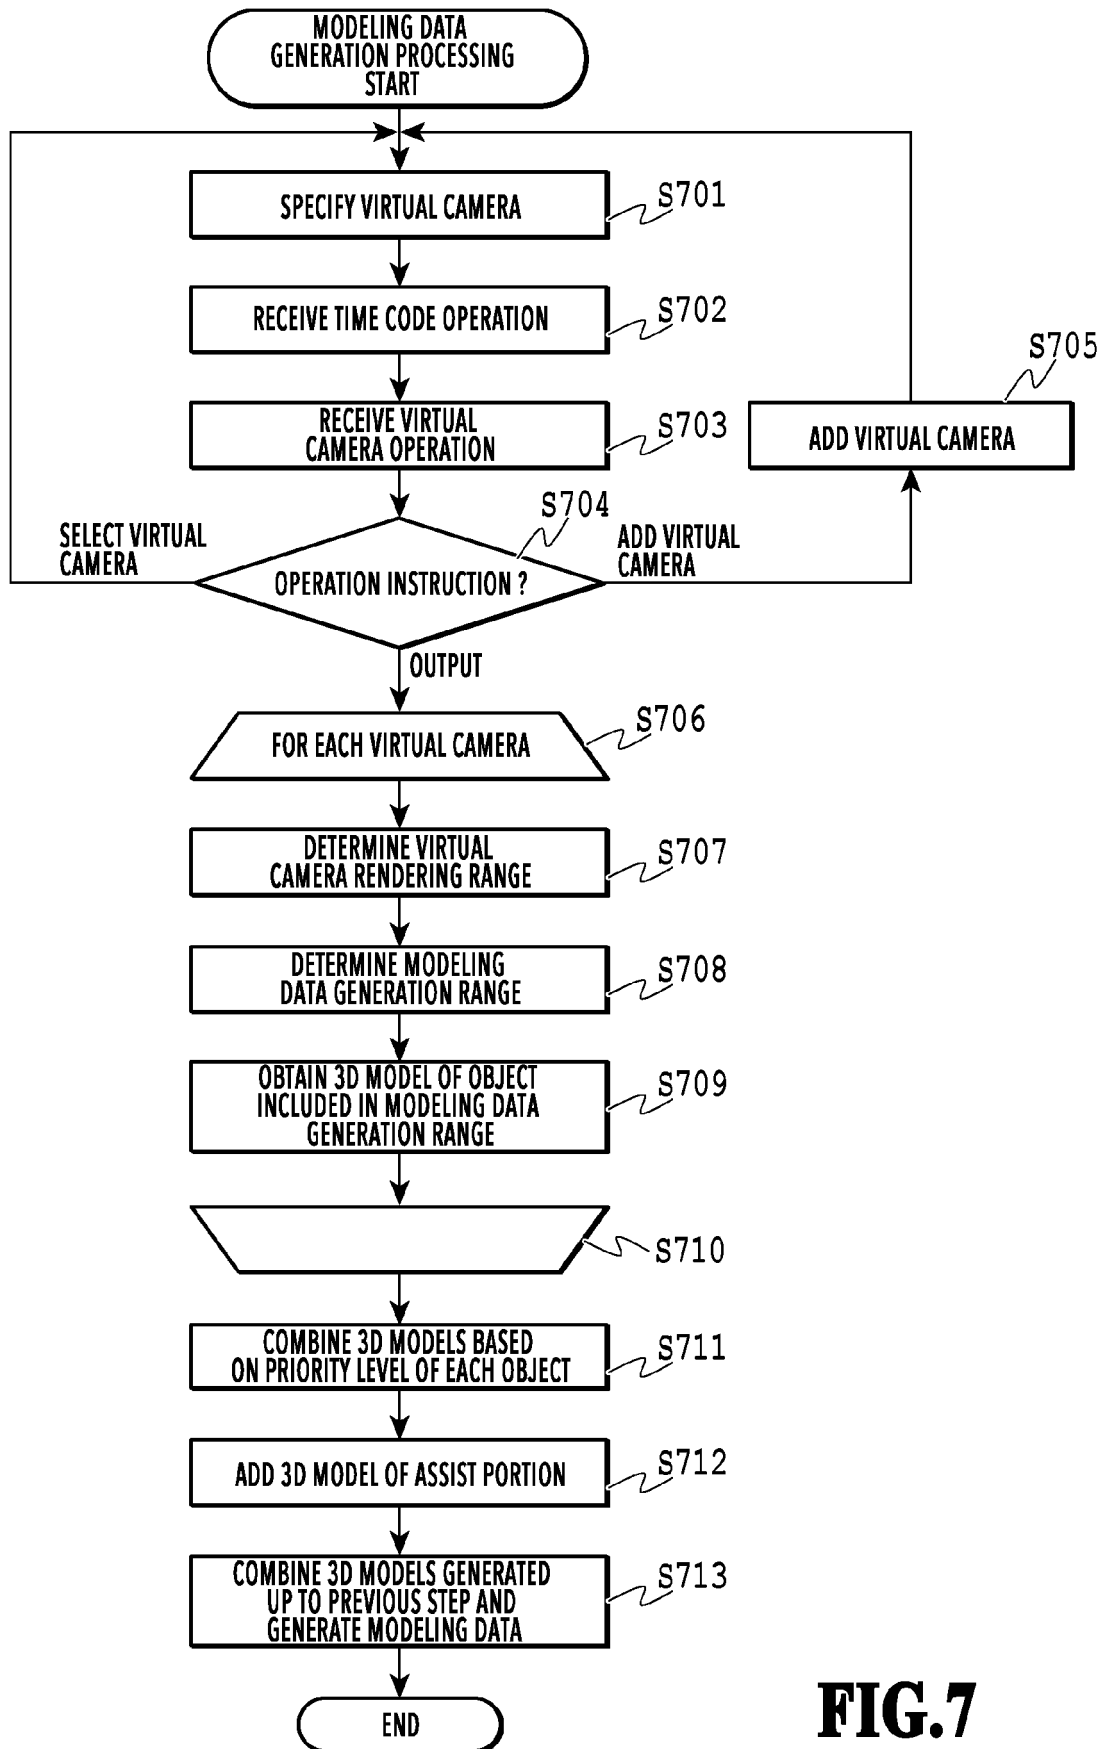 MODELING DATA
GENERATION PROCESSING
START
SPECIFY VIRTUAL CAMERA
S701
RECEIVE TIME CODE OPERATION
S702
RECEIVE VIRTUAL
CAMERA OPERATION
S703
S705
ADD VIRTUAL CAMERA
S704
SELECT VIRTUAL
CAMERA
OPERATION INSTRUCTION ?
ADD VIRTUAL
CAMERA
OUTPUT
FOR EACH VIRTUAL CAMERA
S706
DETERMINE VIRTUAL
CAMERA RENDERING RANGE
S707
DETERMINE MODELING
DATA GENERATION RANGE
S708
OBTAIN 3D MODEL OF OBJECT
INCLUDED IN MODELING DATA
GENERATION RANGE
S709
S710
COMBINE 3D MODELS BASED
ON PRIORITY LEVEL OF EACH OBJECT
S711
ADD 3D MODEL OF ASSIST PORTION
S712
COMBINE 3D MODELS GENERATED
UP TO PREVIOUS STEP AND
GENERATE MODELING DATA
S713
END
FIG.7